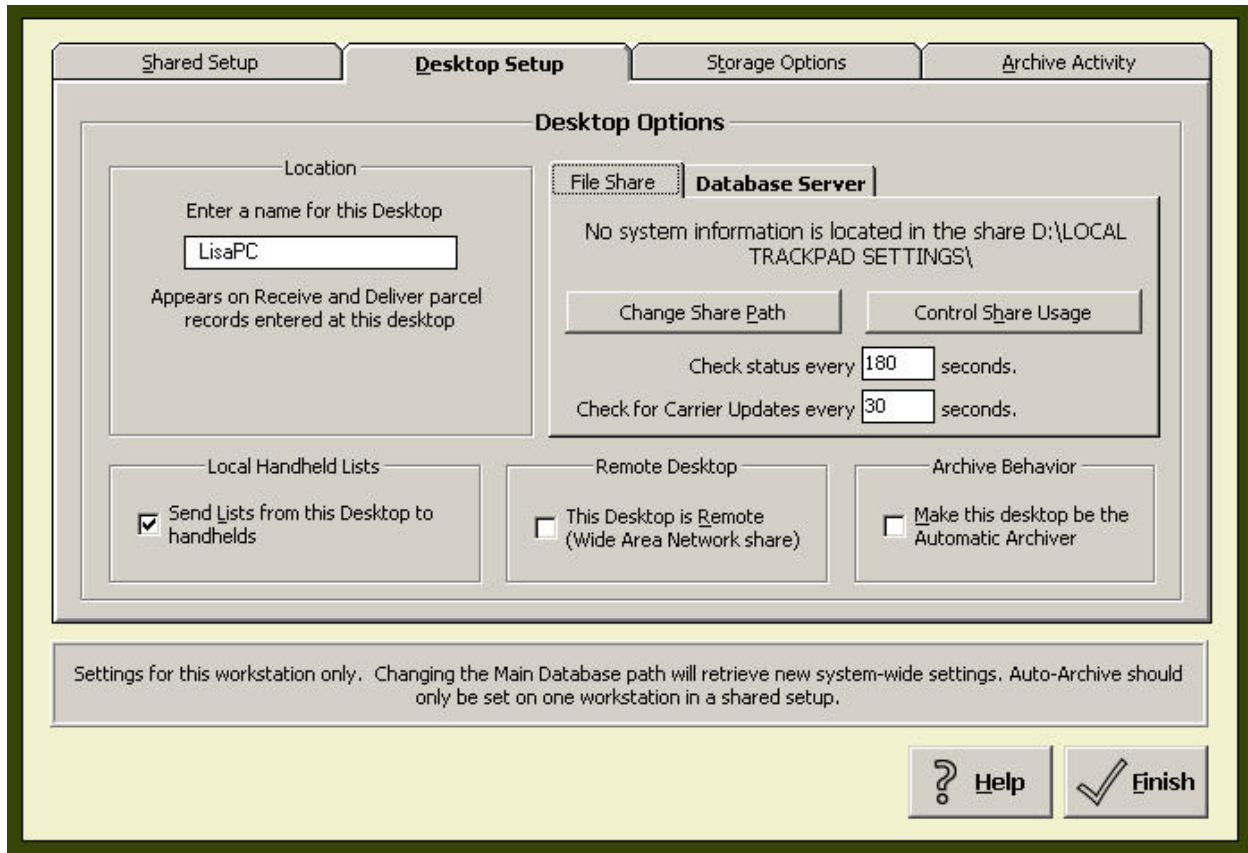 Shared Setup
Desktop Setup
Storage Options
Archive Activity
Desktop Options
Location
Enter a name for this Desktop
LisaPC
Appears on Receive and Deliver parcel
records entered at this desktop
File Share
Database Server
No system information is located in the share D:\LOCAL
TRACKPAD SETTINGS\
Change Share Path
Control Share Usage
Check status every 180 seconds.
Check for Carrier Updates every 30 seconds.
Local Handheld Lists
Send Lists from this Desktop to
handhelds
Remote Desktop
This Desktop is Remote
(Wide Area Network share)
Archive Behavior
Make this desktop be the
Automatic Archiver
Settings for this workstation only.  Changing the Main Database path will retrieve new system-wide settings. Auto-Archive should
only be set on one workstation in a shared setup.
Help
Finish